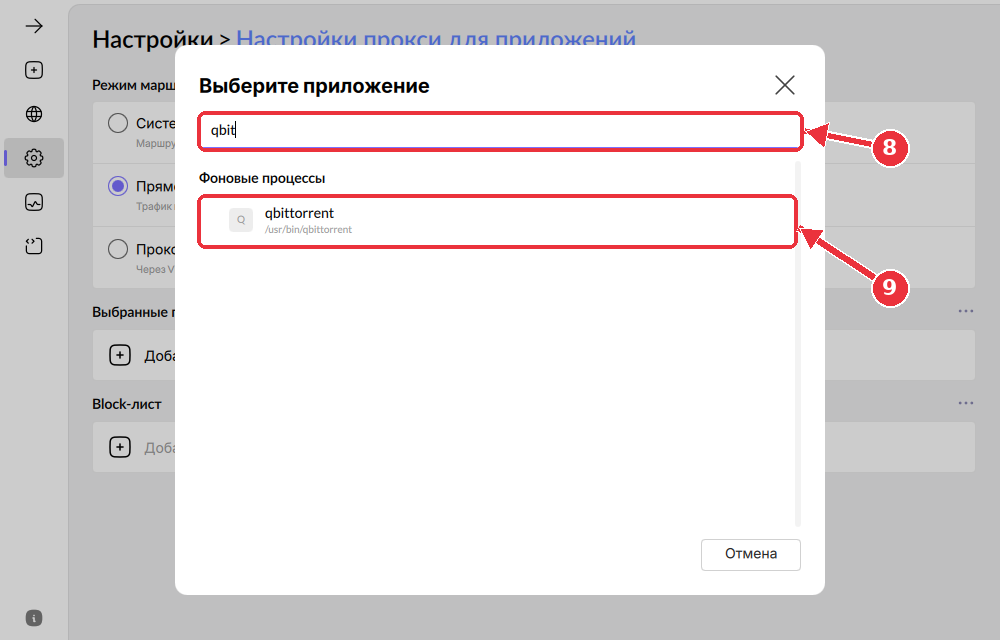 Настройки > Настройки прокси для приложений
Выберите приложение
Режим марш
qbit
8
Систе
Маршру
Фоновые процессы
Прямо
Трафик
Q
qbittorrent
/usr/bin/qbittorrent
Прокс
Через V
9
Выбранные п
Доба
Block-лист
Доба
Отмена
i